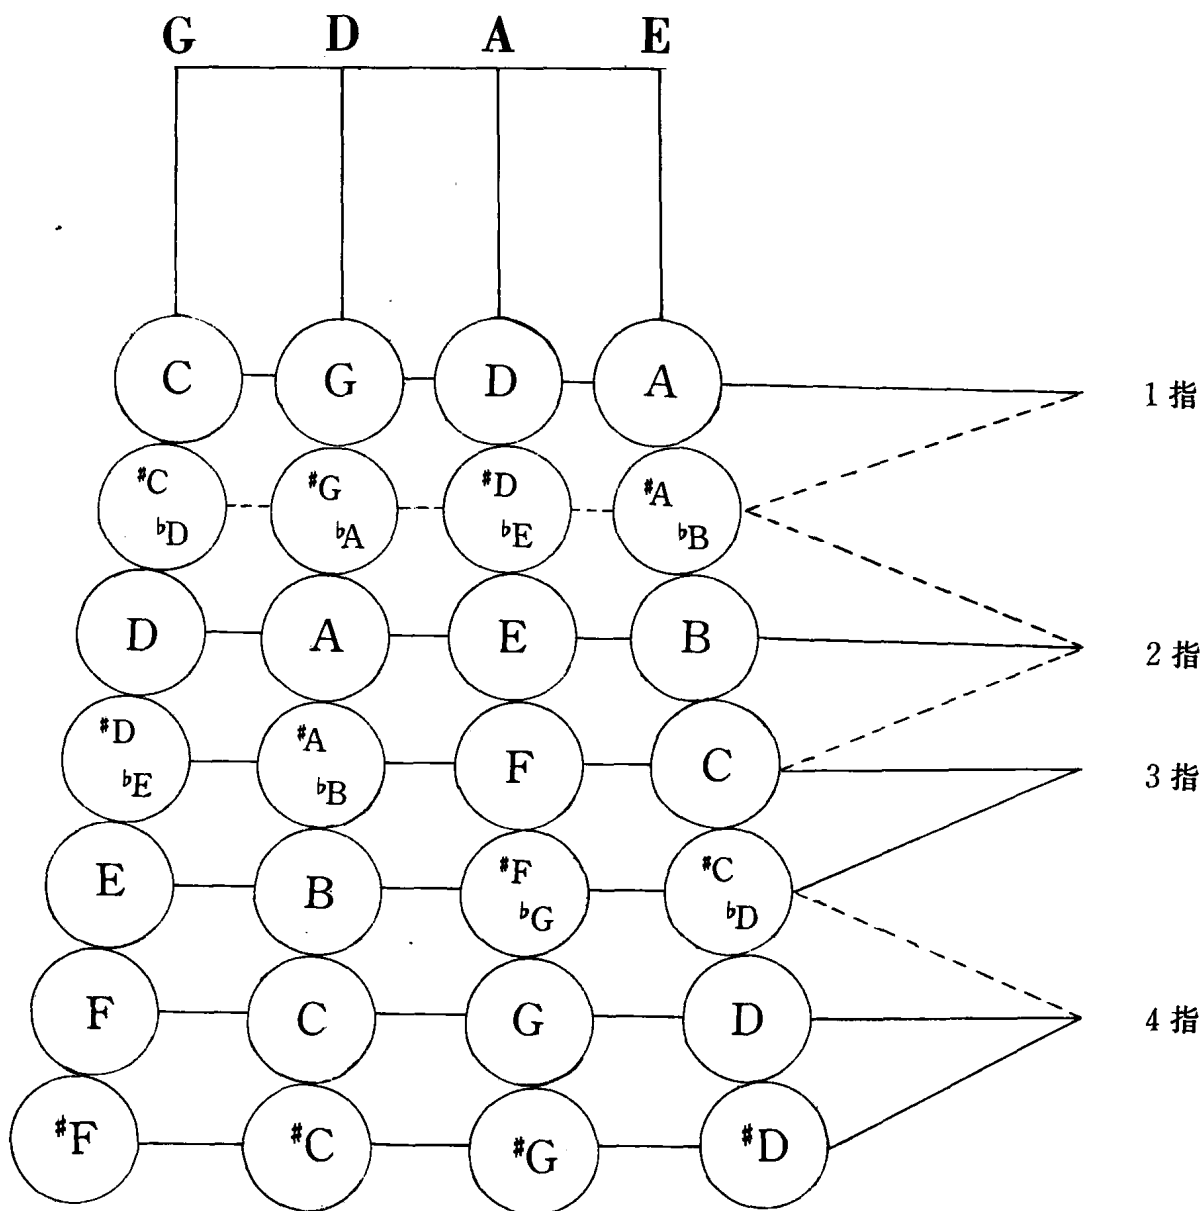 G D A E
C G D A 1指
#C ♭D #G ♭A #D ♭E #A ♭B
D A E B 2指
#D ♭E #A ♭B F C 3指
E B #F ♭G #C ♭D
F C G D 4指
#F #C #G #D